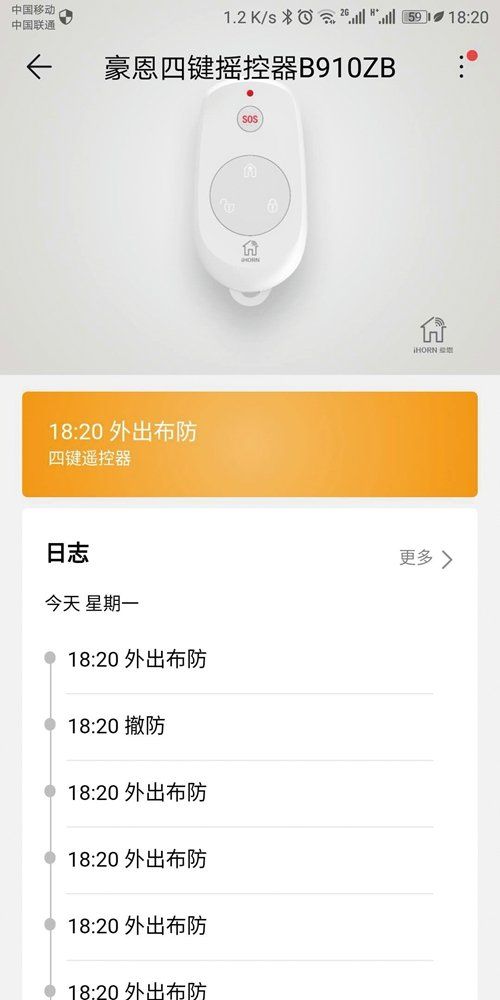 中国移动
中国联通
1.2 K/s 2G H+ 59 18:20
豪恩四键摇控器B910ZB
SOS
iHORN
iHORN 豪恩
18:20 外出布防
四键遥控器
日志
更多
今天 星期一
18:20 外出布防
18:20 撤防
18:20 外出布防
18:20 外出布防
18:20 外出布防
18:20 外出布防